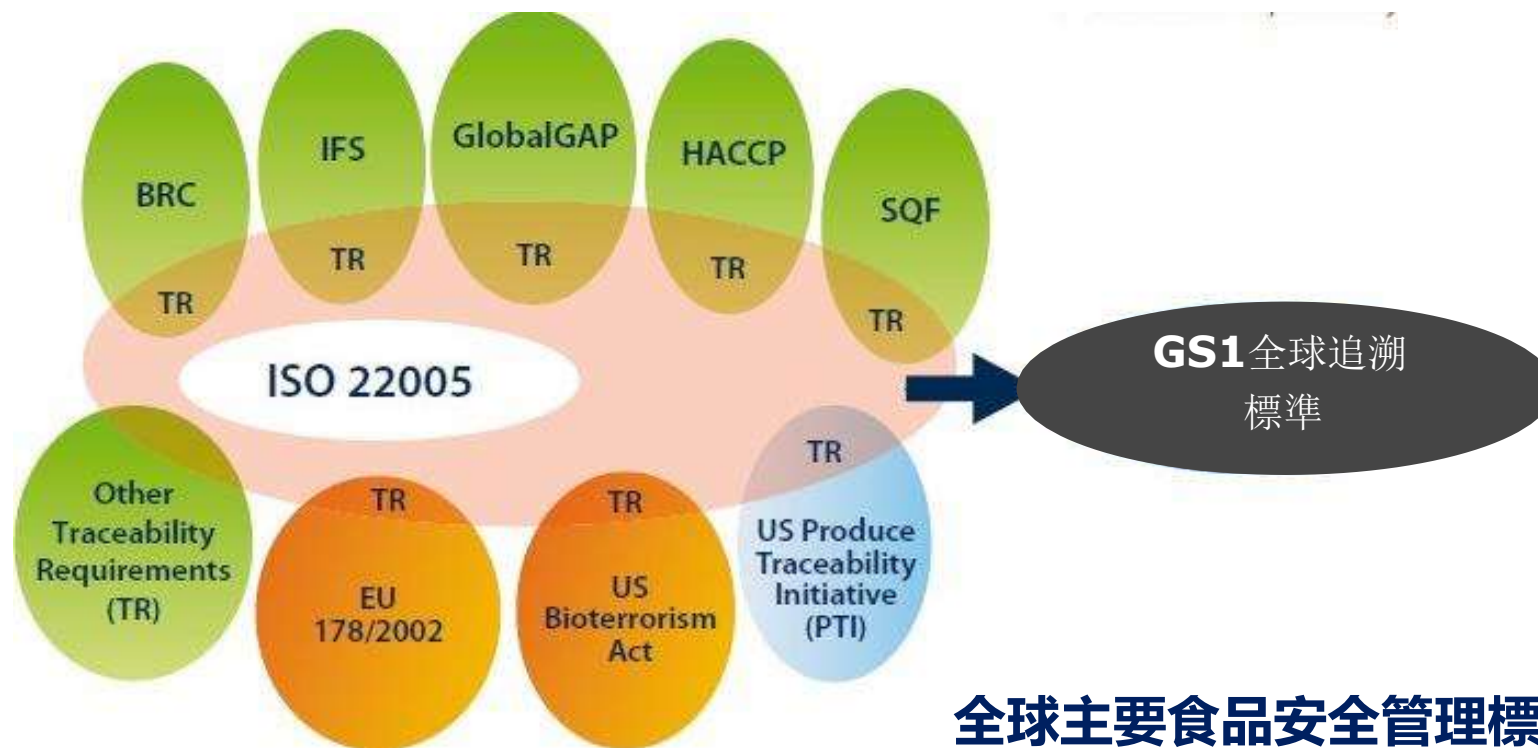 BRC
IFS
GlobalGAP
HACCP
SQF
TR
TR
TR
TR
TR
ISO 22005
GS1全球追溯
標準
Other
Traceability
Requirements
(TR)
TR
EU
178/2002
TR
US
Bioterrorism
Act
TR
US Produce
Traceability
Initiative
(PTI)
全球主要食品安全管理標